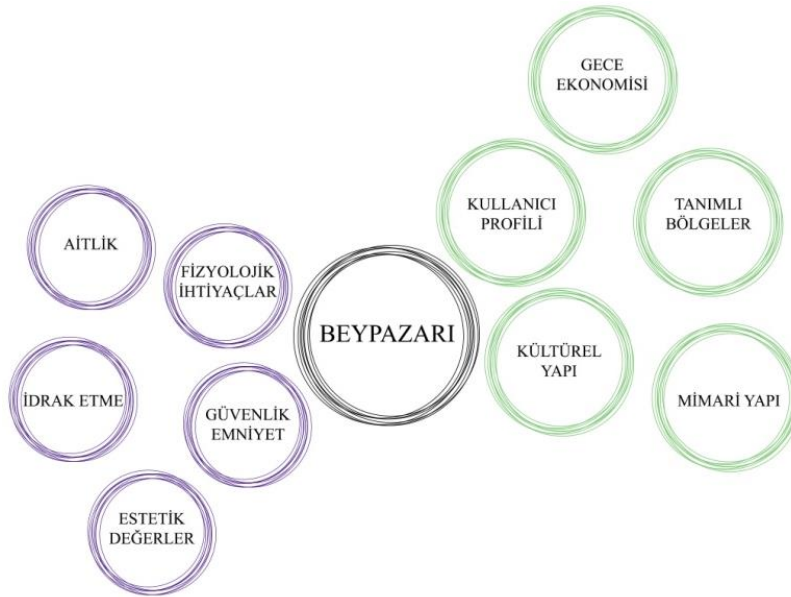 GECE
EKONOMİSİ
KULLANICI
PROFİLİ
TANIMLI
BÖLGELER
AİTLİK
FİZYOLOJİK
İHTİYAÇLAR
BEYPAZARI
KÜLTÜREL
YAPI
MİMARİ YAPI
İDRAK ETME
GÜVENLİK
EMNİYET
ESTETİK
DEĞERLER